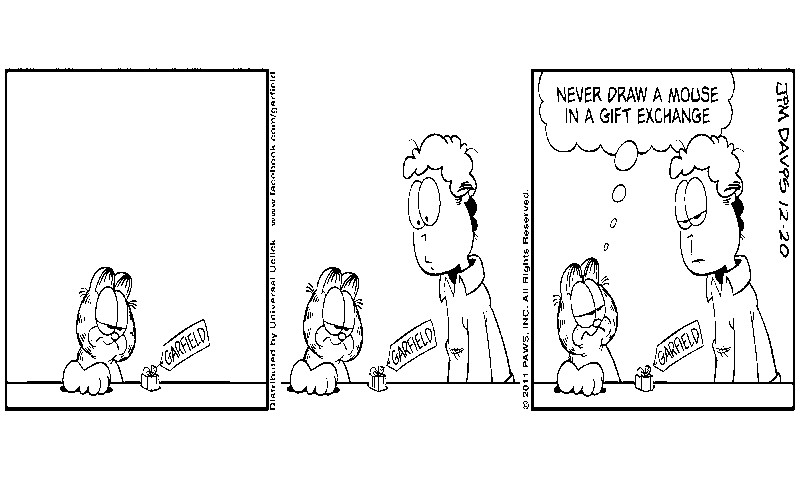 GARFIELD
Distributed by Universal Uclick   www.facebook.com/garfield
GARFIELD
© 2011 PAWS, INC. All Rights Reserved.
NEVER DRAW A MOUSE
IN A GIFT EXCHANGE
GARFIELD
JPM DAVPS 12·20